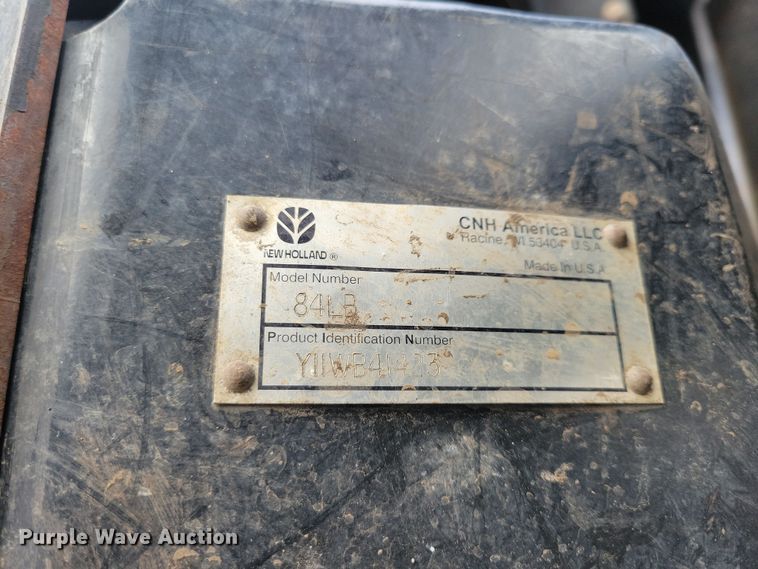 NEW HOLLAND ®
CNH America LLC
Racine, WI 53404 U.S.A.
Made In U.S.A.
Model Number
84LB
Product Identification Number
Purple Wave Auction®